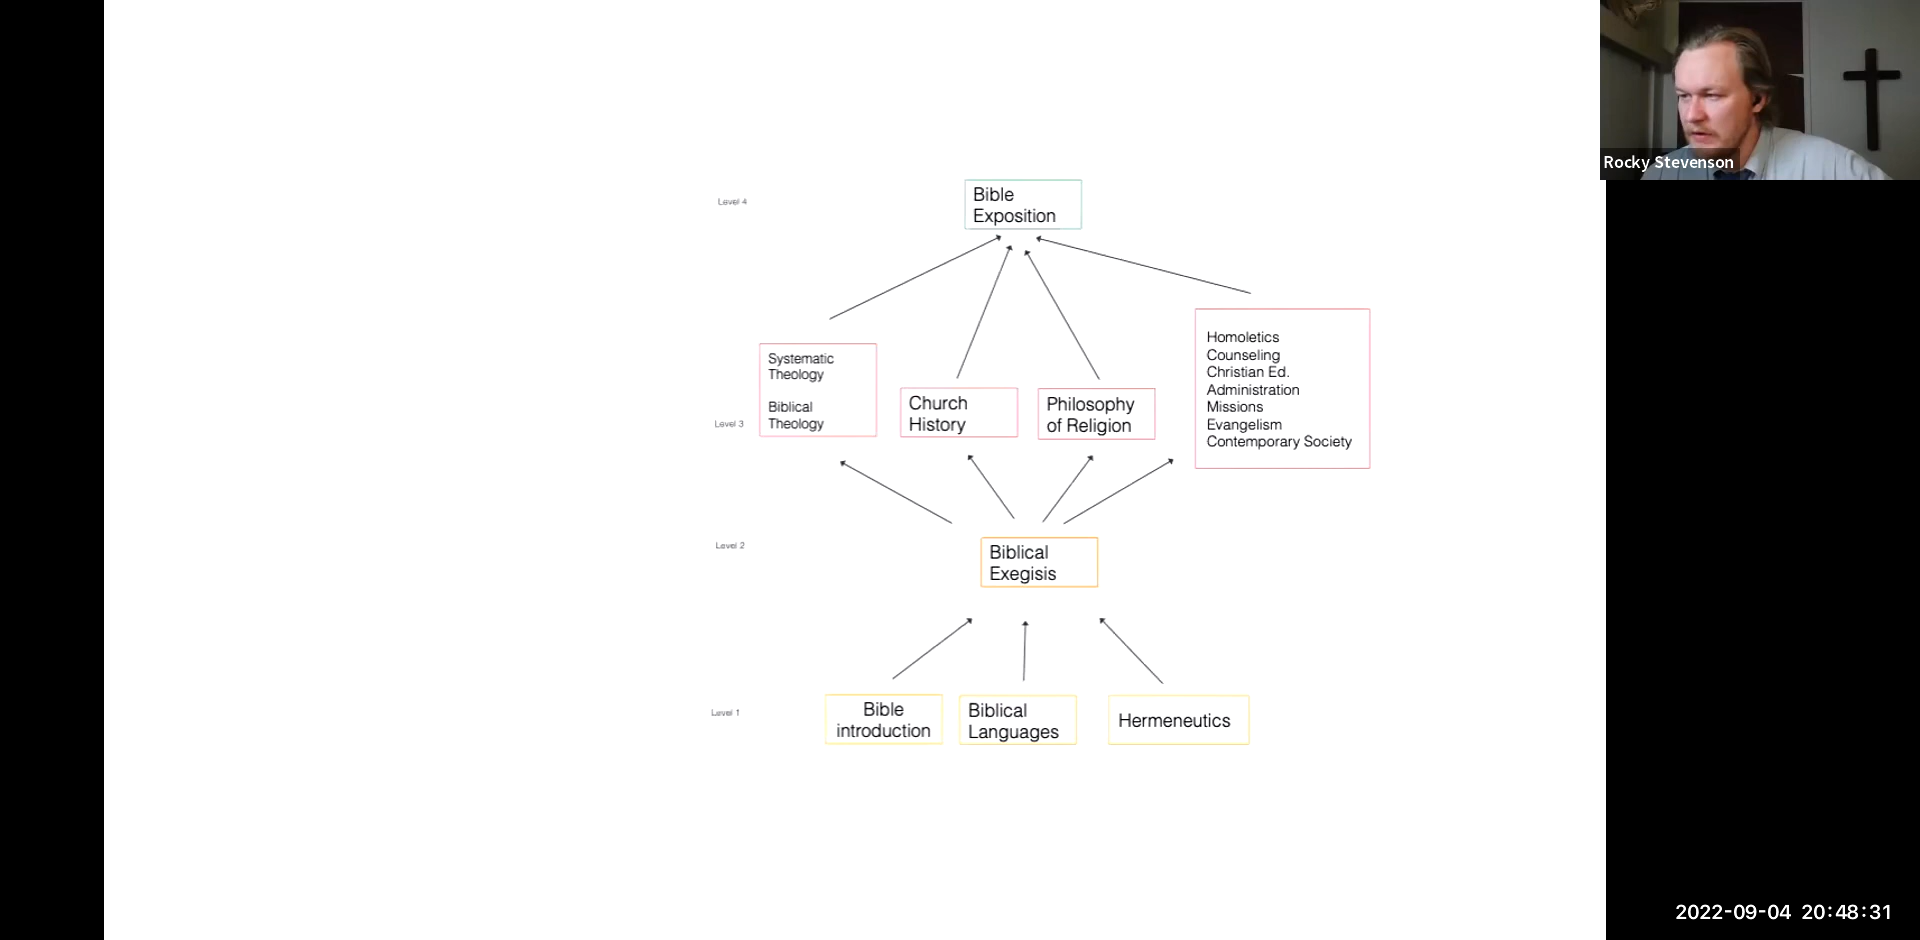 Rocky Stevenson
Level 4
Bible
Exposition
Systematic
Theology
Biblical
Theology
Level 3
Church
History
Philosophy
of Religion
Homoletics
Counseling
Christian Ed.
Administration
Missions
Evangelism
Contemporary Society
Level 2
Biblical
Exegisis
Level 1
Bible
introduction
Biblical
Languages
Hermeneutics
2022-09-04 20:48:31